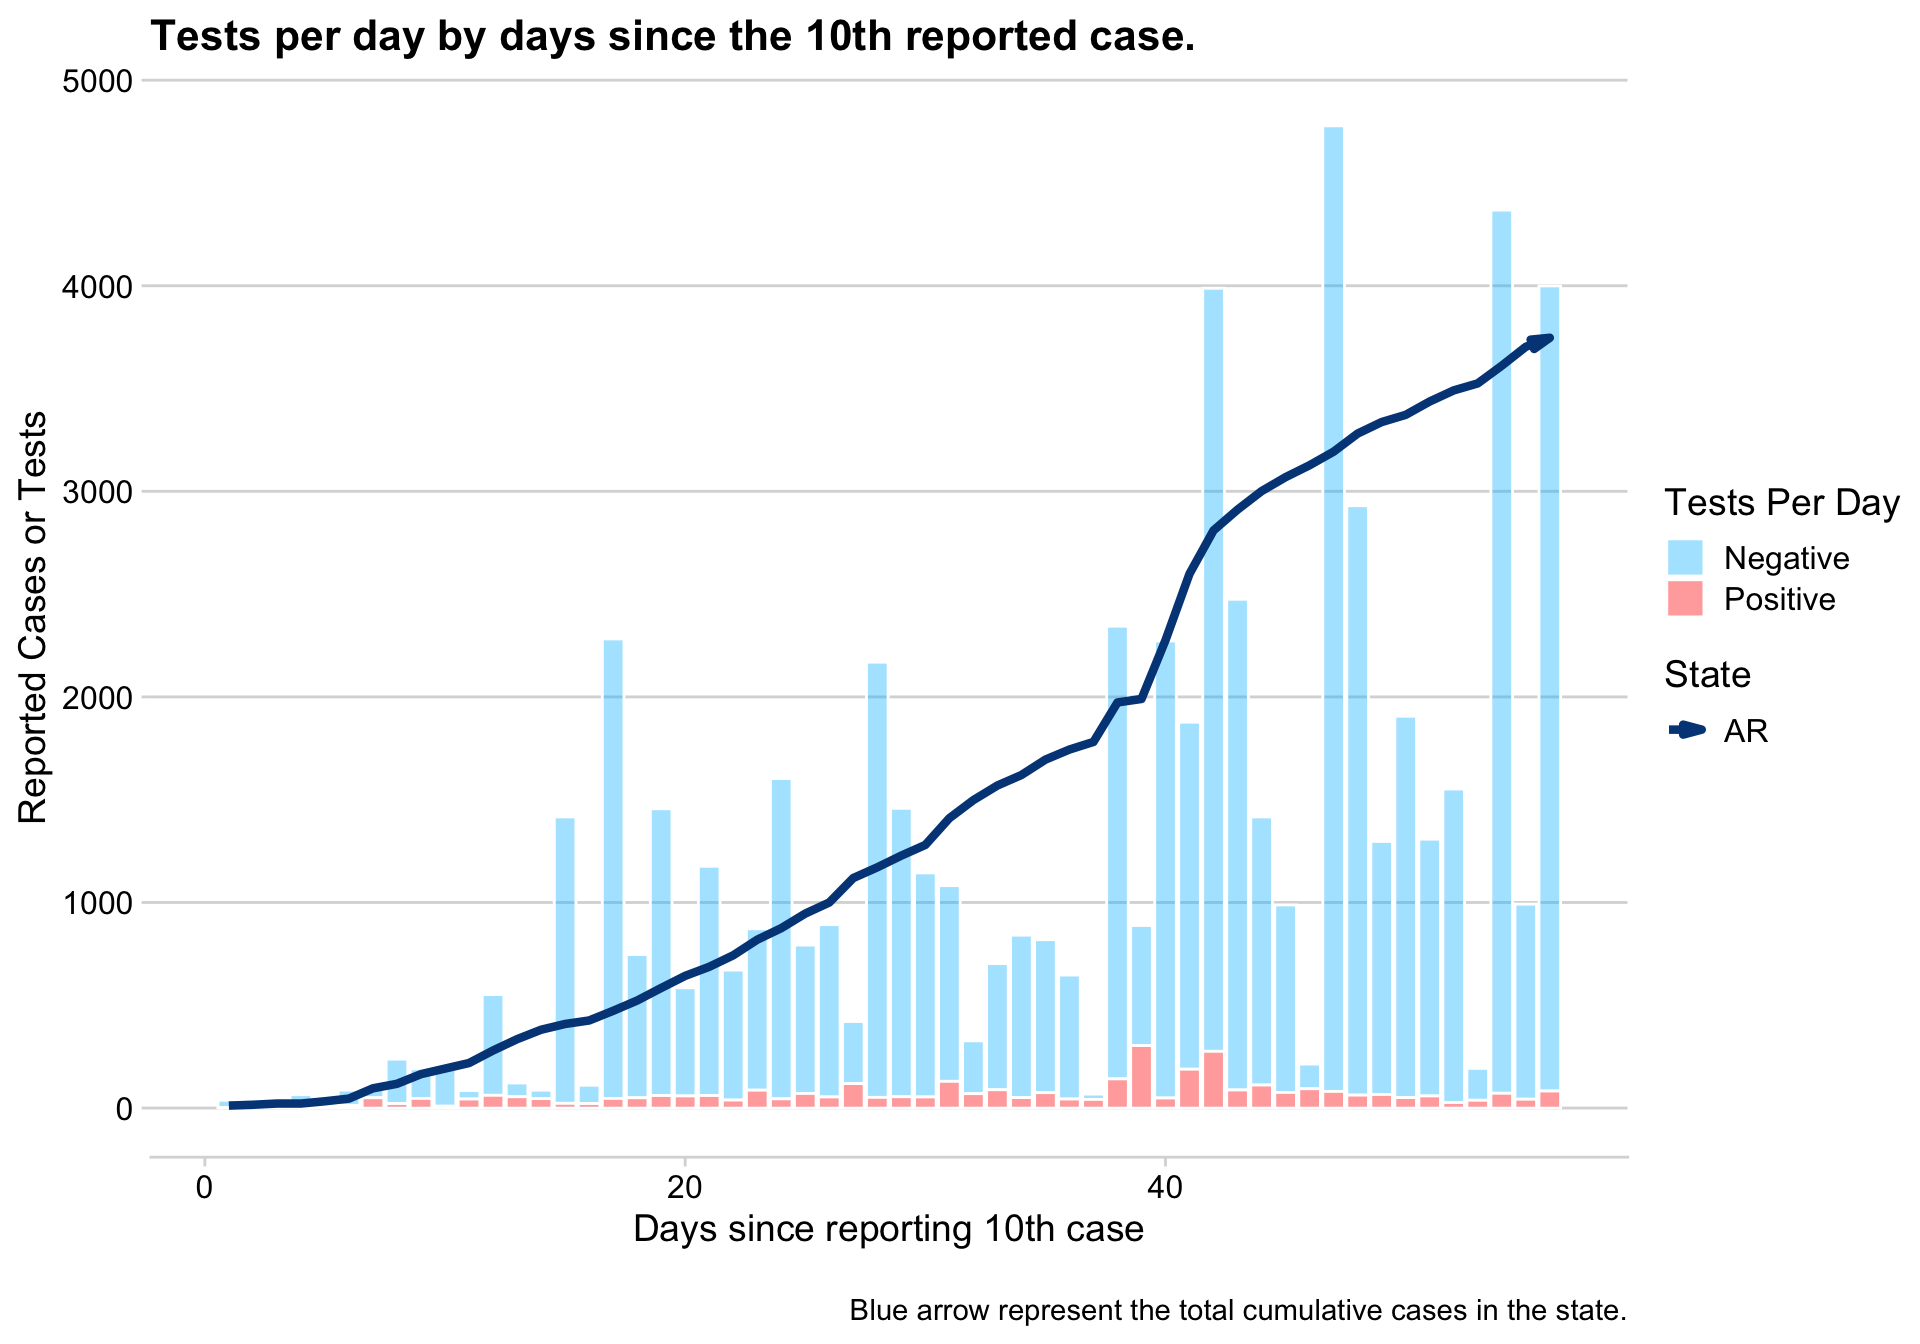 Tests per day by days since the 10th reported case.
5000
4000
3000
2000
1000
0
Reported Cases or Tests
0 20 40
Days since reporting 10th case
Tests Per Day
Negative
Positive
State
AR
Blue arrow represent the total cumulative cases in the state.